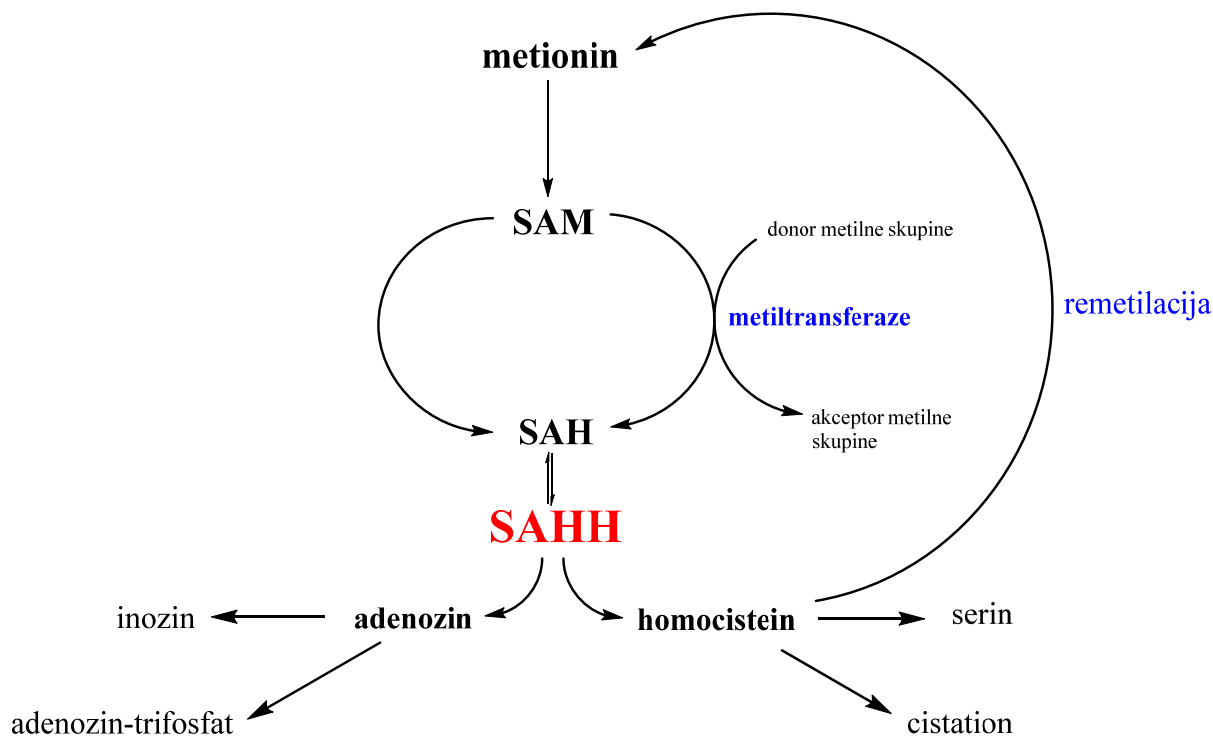 metionin
SAM
donor metilne skupine
remetilacija
metiltransferaze
akceptor metilne
skupine
SAH
SAHH
inozin
adenozin
homocistein
serin
adenozin-trifosfat
cistation